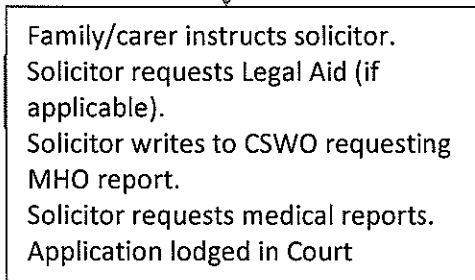 Family/carer instructs solicitor.
Solicitor requests Legal Aid (if
applicable).
Solicitor writes to CSWO requesting
MHO report.
Solicitor requests medical reports.
Application lodged in Court